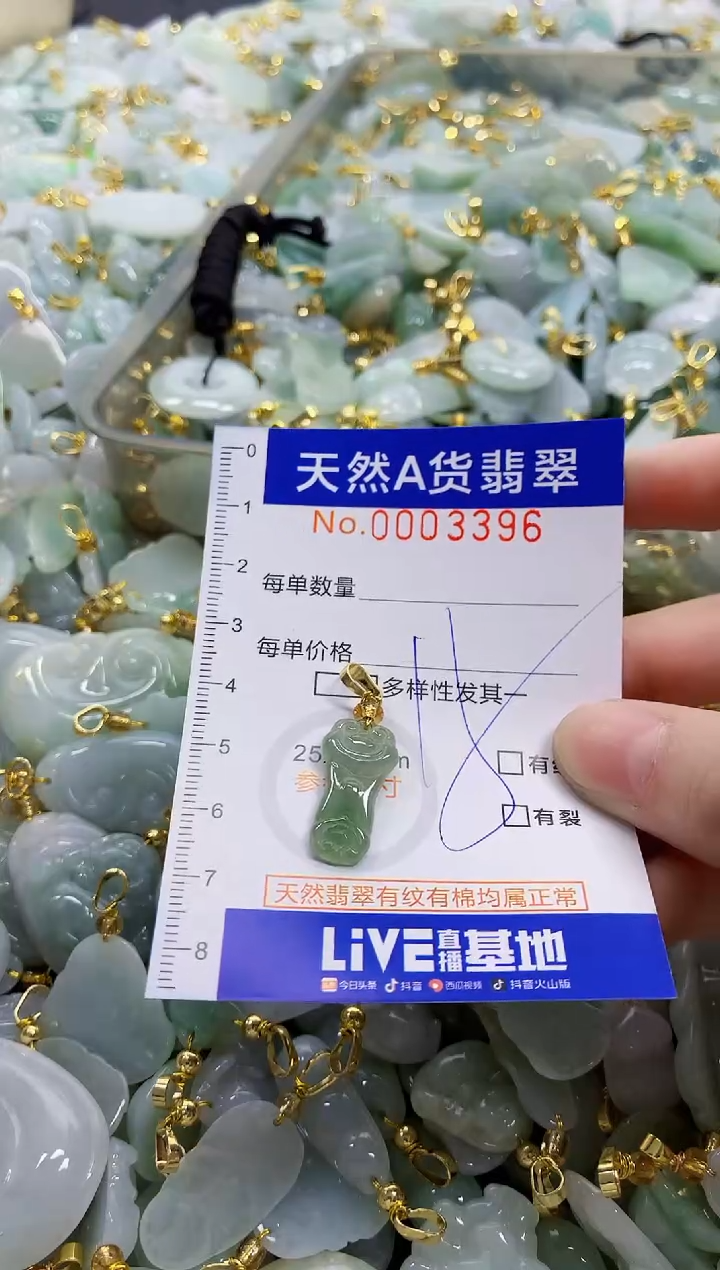 天然A货翡翠
No.0003396
每单数量
每单价格
多样性发其一
18
有
有裂
天然翡翠有纹有棉均属正常
LiVE直播基地
今日头条 抖音 西瓜视频 抖音火山版
0
1
2
3
4
5
6
7
8